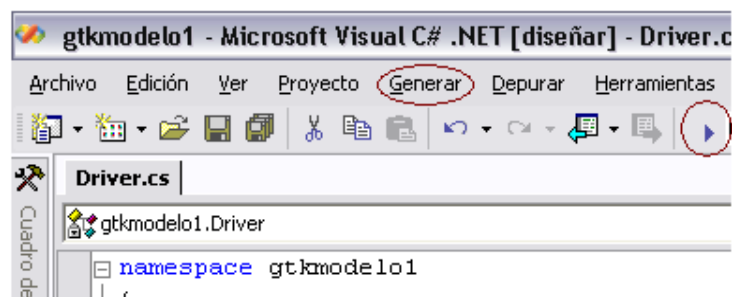 gtkmodelo1 - Microsoft Visual C# .NET [diseñar] - Driver.c
Archivo Edición Ver Proyecto Generar Depurar Herramientas
Driver.cs
gtkmodelo1.Driver
Cuadro de
namespace gtkmodelo1
{